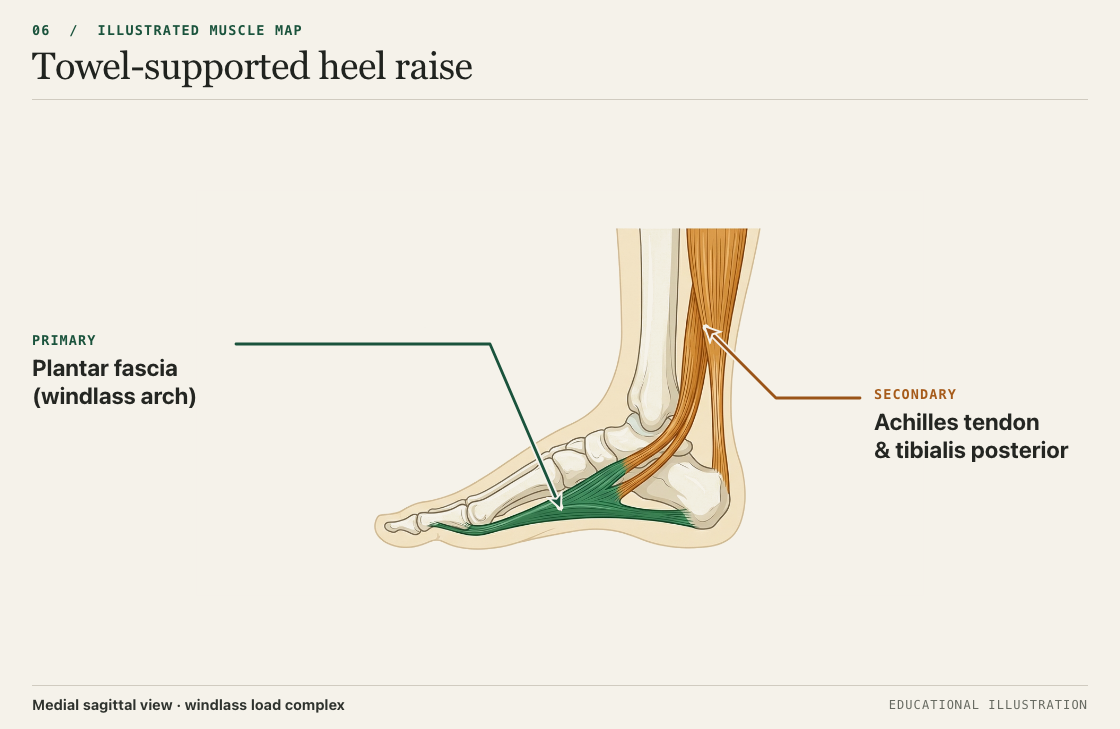 06 / ILLUSTRATED MUSCLE MAP
Towel-supported heel raise
PRIMARY
Plantar fascia
(windlass arch)
SECONDARY
Achilles tendon
& tibialis posterior
Medial sagittal view · windlass load complex
EDUCATIONAL ILLUSTRATION